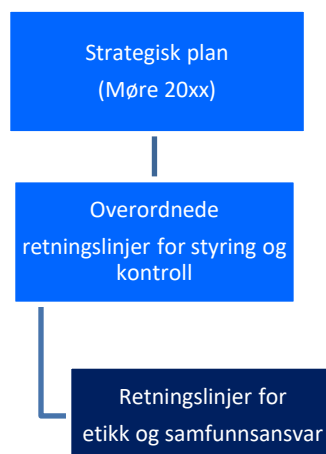 Strategisk plan
(Møre 20xx)
Overordnede
retningslinjer for styring og
kontroll
Retningslinjer for
etikk og samfunnsansvar